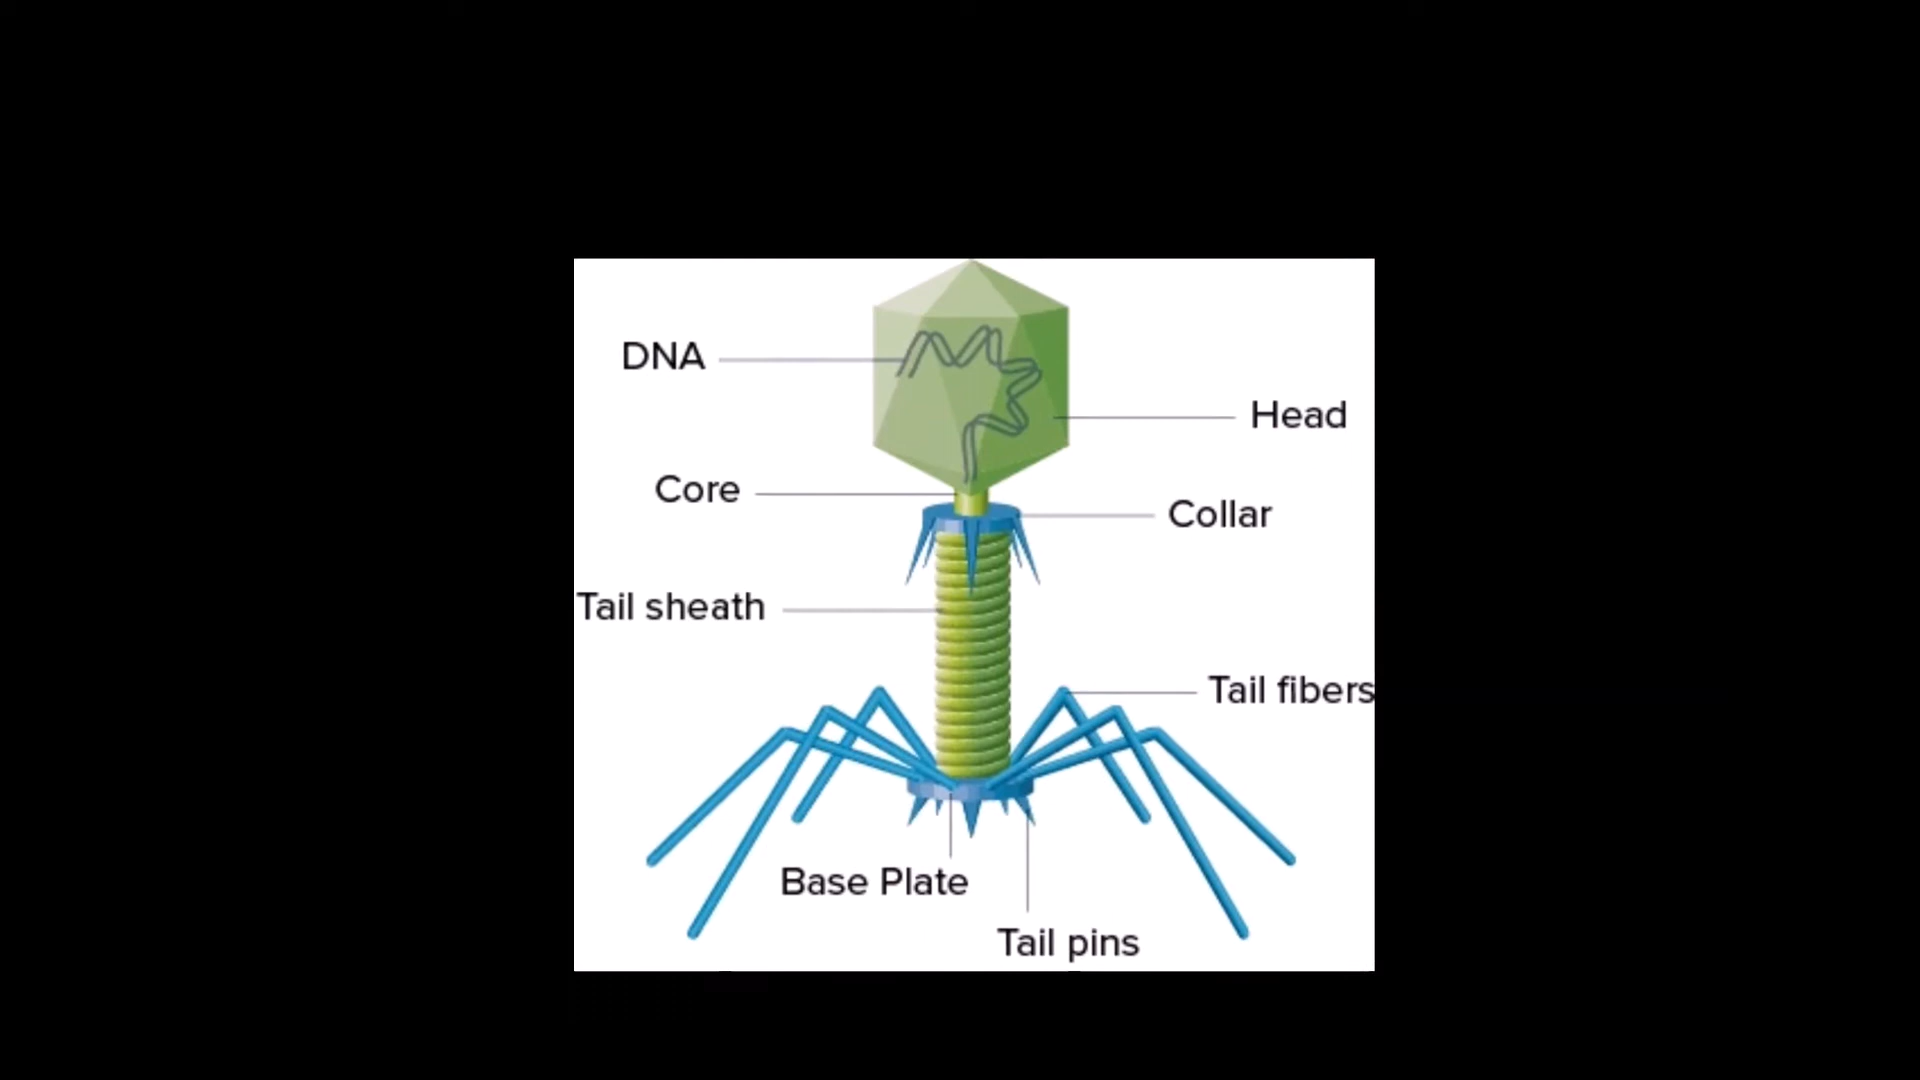 DNA
Head
Core
Collar
Tail sheath
Tail fibers
Base Plate
Tail pins